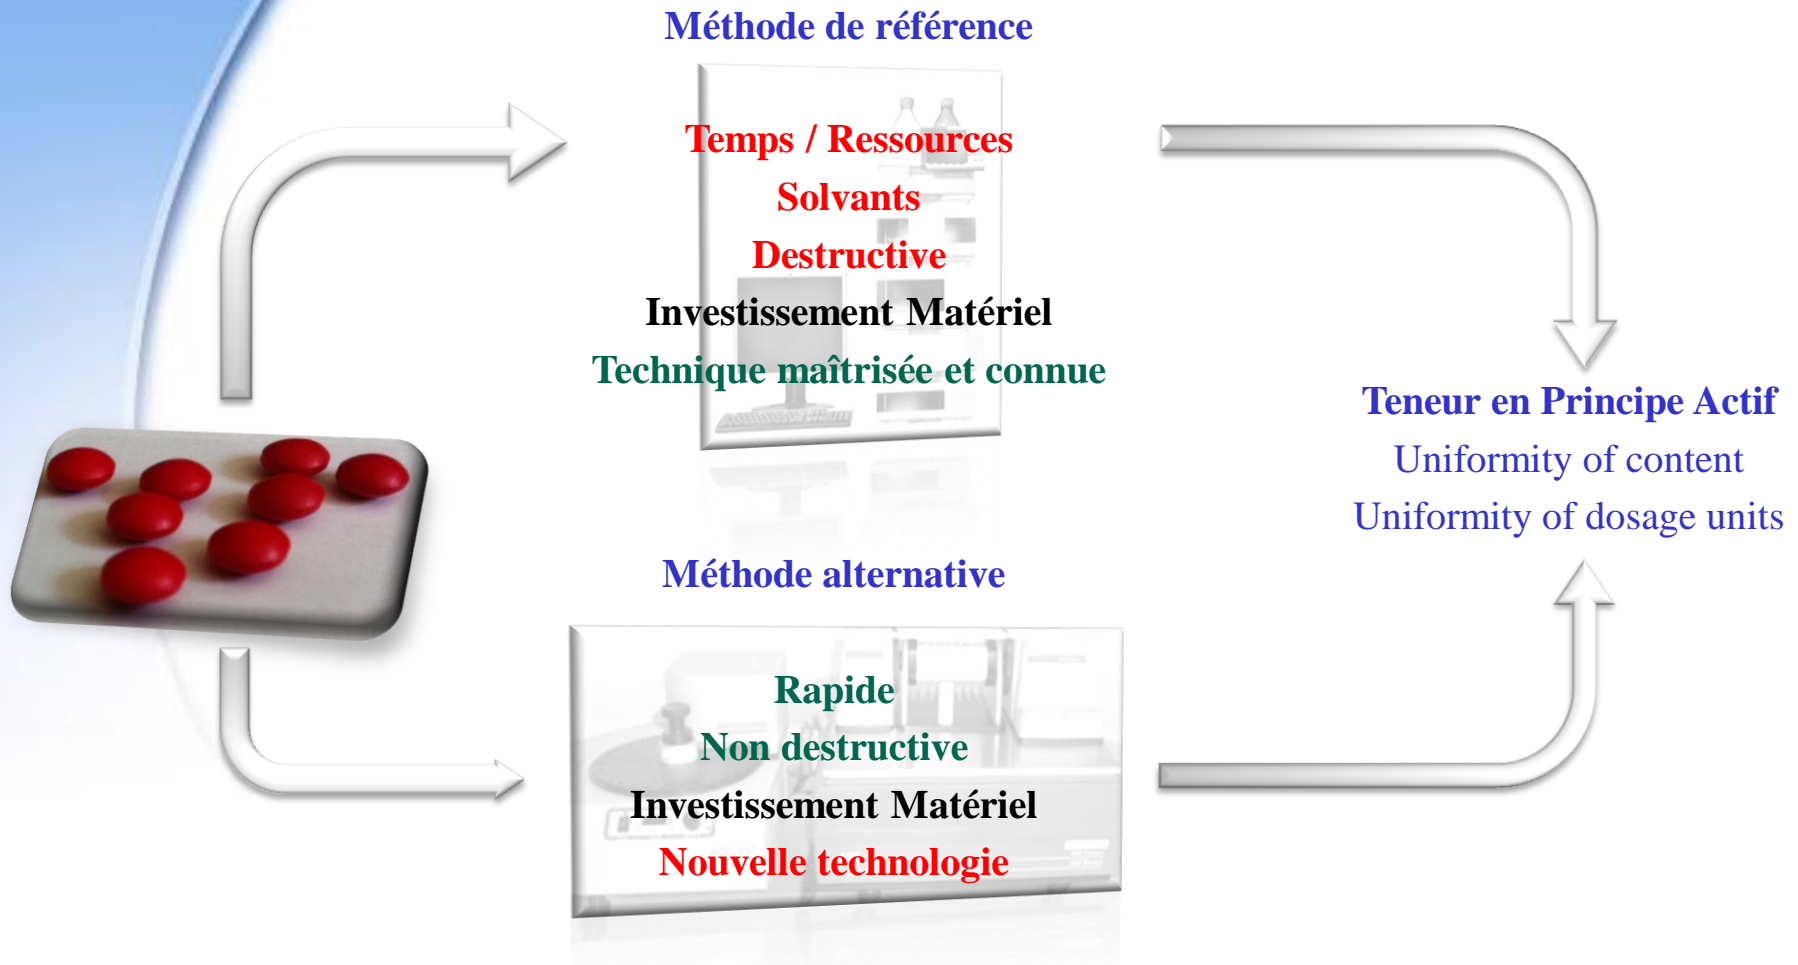 Méthode de référence
Temps / Ressources
Solvants
Destructive
Investissement Matériel
Technique maîtrisée et connue
Teneur en Principe Actif
Uniformity of content
Uniformity of dosage units
Méthode alternative
Rapide
Non destructive
Investissement Matériel
Nouvelle technologie